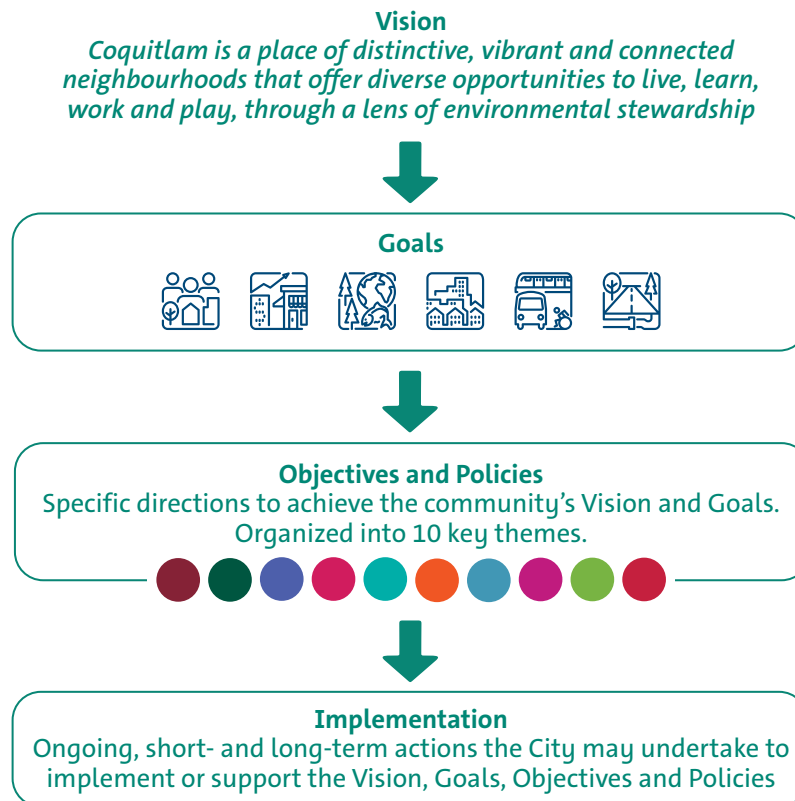 Vision
Coquitlam is a place of distinctive, vibrant and connected
neighbourhoods that offer diverse opportunities to live, learn,
work and play, through a lens of environmental stewardship
Goals
Objectives and Policies
Specific directions to achieve the community’s Vision and Goals.
Organized into 10 key themes.
Implementation
Ongoing, short- and long-term actions the City may undertake to
implement or support the Vision, Goals, Objectives and Policies